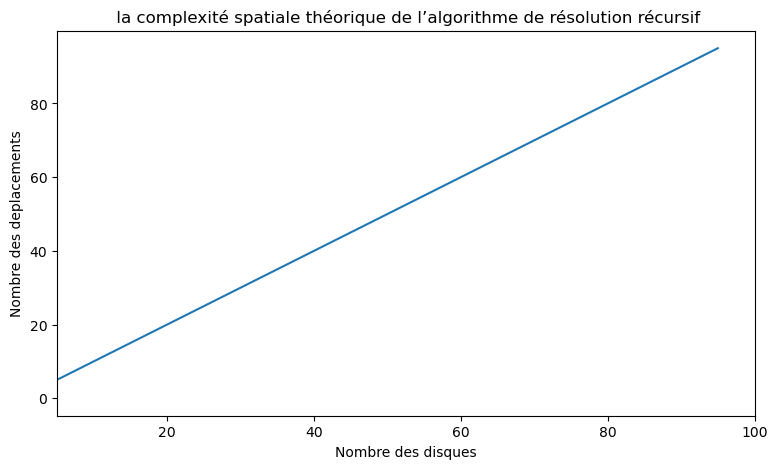 la complexité spatiale théorique de l’algorithme de résolution récursif
Nombre des deplacements
80
60
40
20
0
20 40 60 80 100
Nombre des disques